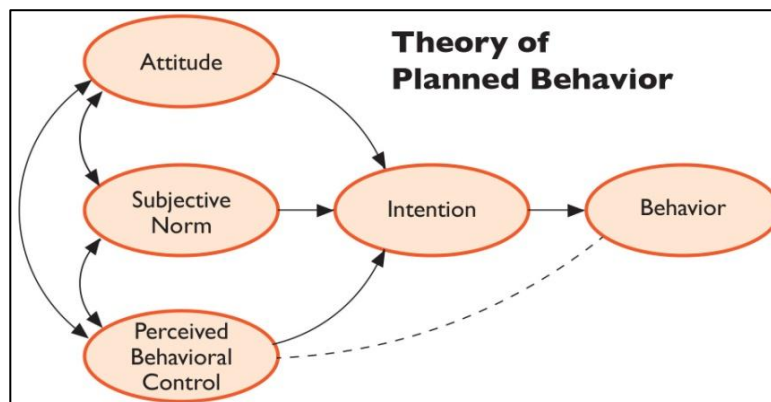 Theory of
Planned Behavior
Attitude
Subjective
Norm
Intention
Behavior
Perceived
Behavioral
Control